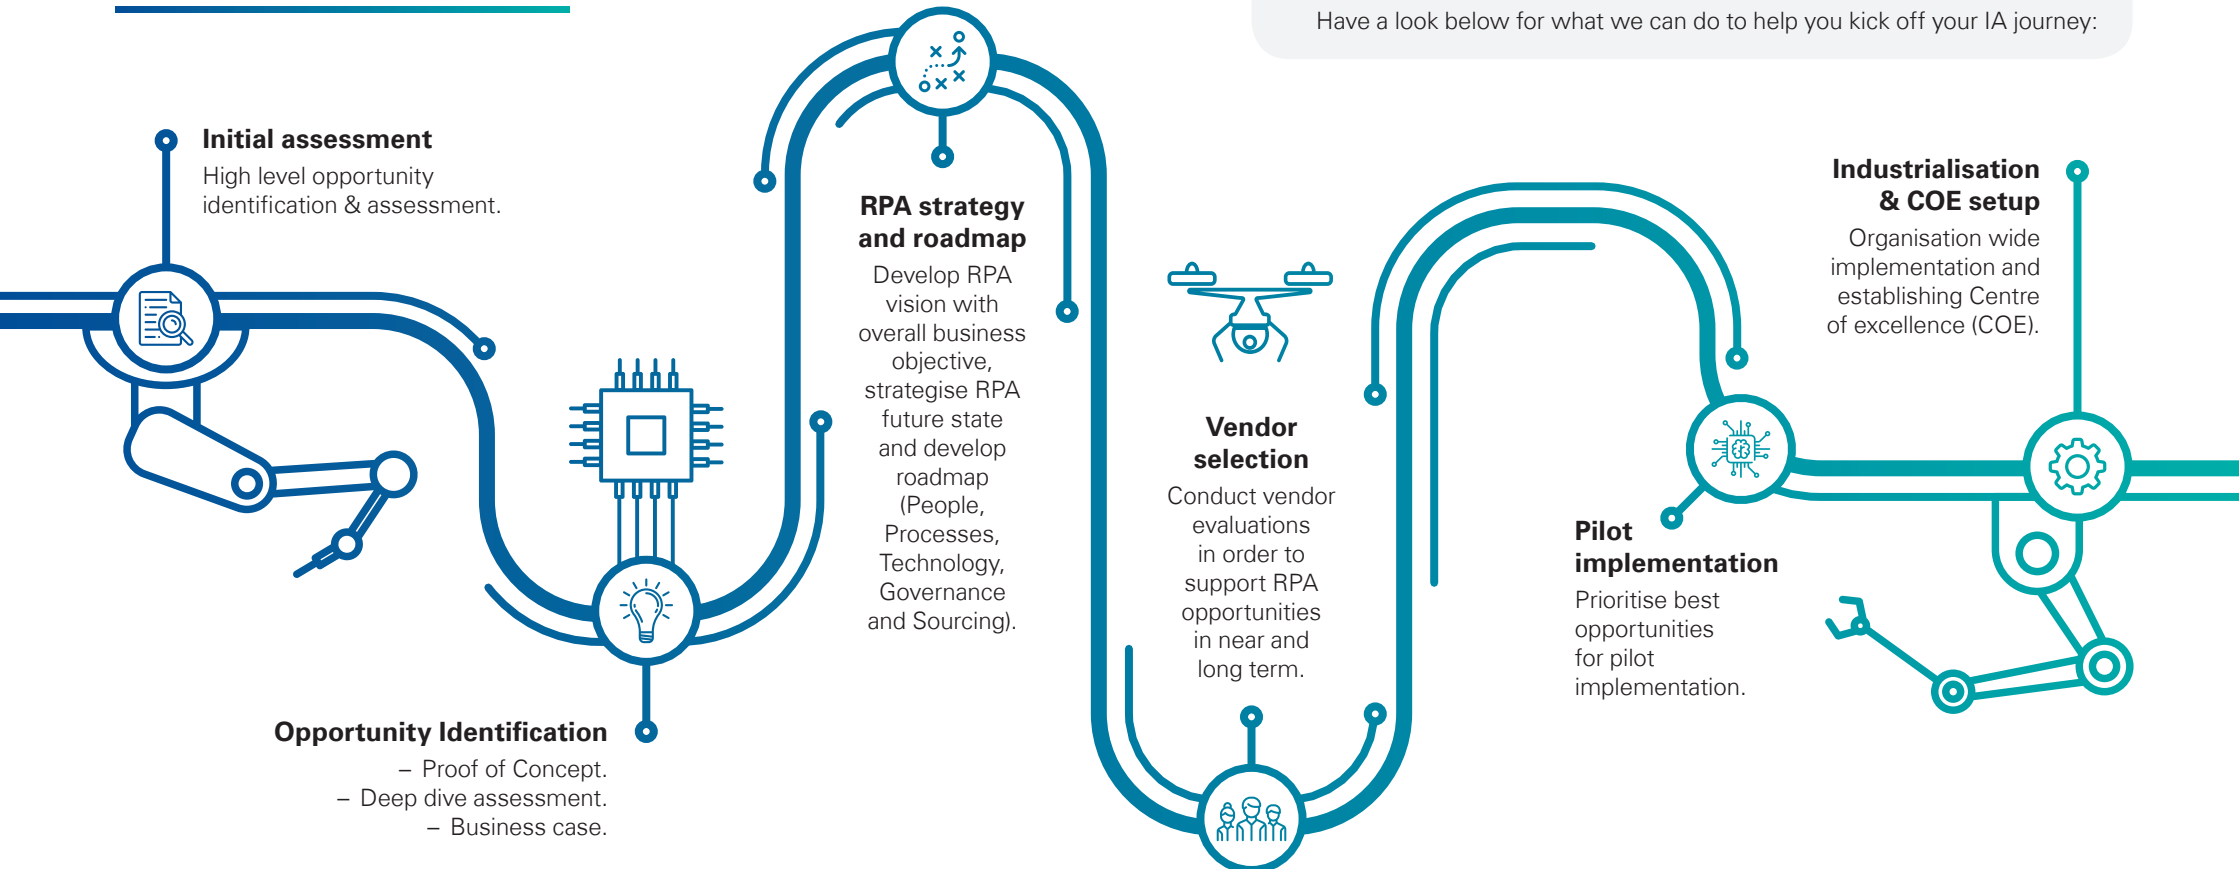 Have a look below for what we can do to help you kick off your IA journey:
Initial assessment
High level opportunity
identification & assessment.
Opportunity Identification
– Proof of Concept.
– Deep dive assessment.
– Business case.
RPA strategy
and roadmap
Develop RPA
vision with
overall business
objective,
strategise RPA
future state
and develop
roadmap
(People,
Processes,
Technology,
Governance
and Sourcing).
Vendor
selection
Conduct vendor
evaluations
in order to
support RPA
opportunities
in near and
long term.
Pilot
implementation
Prioritise best
opportunities
for pilot
implementation.
Industrialisation
& COE setup
Organisation wide
implementation and
establishing Centre
of excellence (COE).